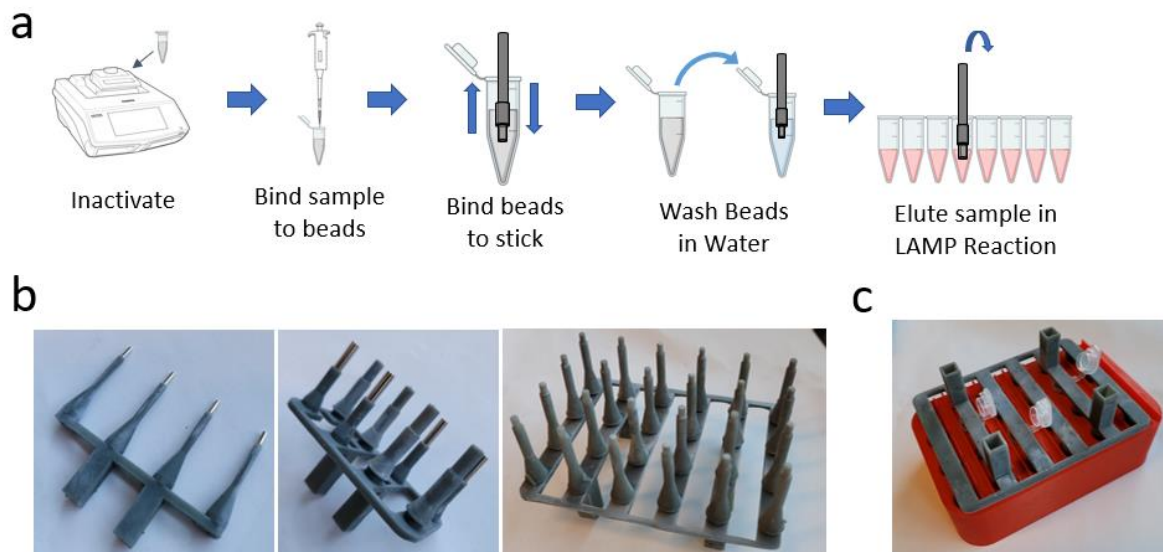 a
Inactivate
Bind sample
to beads
Bind beads
to stick
Wash Beads
in Water
Elute sample in
LAMP Reaction
b
c